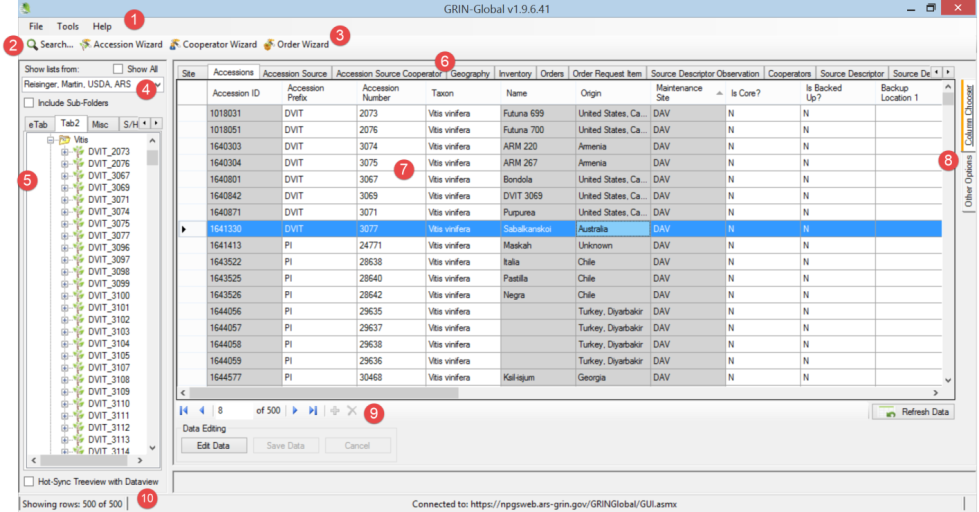 GRIN-Global v1.9.6.41
File Tools Help 1
2 Search... Accession Wizard Cooperator Wizard Order Wizard 3
Show lists from: Show All
Reisinger, Martin, USDA, ARS 4
Include Sub-Folders
eTab Tab2 Misc S/H
5
Vitis
DVIT_2073
DVIT_2076
DVIT_3067
DVIT_3069
DVIT_3071
DVIT_3074
DVIT_3075
DVIT_3077
DVIT_3096
DVIT_3097
DVIT_3098
DVIT_3099
DVIT_3100
DVIT_3101
DVIT_3102
DVIT_3103
DVIT_3104
DVIT_3105
DVIT_3107
DVIT_3108
DVIT_3109
DVIT_3110
DVIT_3111
DVIT_3112
DVIT_3113
DVIT_3114
Hot-Sync Treeview with Dataview
6
Site Accessions Accession Source Accession Source Cooperator Geography Inventory Orders Order Request Item Source Descriptor Observation Cooperators Source Descriptor Source De
Accession ID Accession Prefix Accession Number Taxon Name Origin Maintenance Site Is Core? Is Backed Up? Backup Location 1
1018031 DVIT 2073 Vitis vinifera Futuna 699 United States, Ca... DAV N N
1018051 DVIT 2076 Vitis vinifera Futuna 700 United States, Ca... DAV N N
1640303 DVIT 3074 Vitis vinifera ARM 220 Armenia DAV N N
1640304 DVIT 3075 Vitis vinifera ARM 267 Armenia DAV N N
7
1640801 DVIT 3067 Vitis vinifera Bondola United States, Ca... DAV N N
1640842 DVIT 3069 Vitis vinifera DVIT 3069 United States, Ca... DAV N N
1640871 DVIT 3071 Vitis vinifera Purpurea United States, Ca... DAV N N
1641330 DVIT 3077 Vitis vinifera Sabalkanskoi Australia DAV N N
1641413 PI 24771 Vitis vinifera Maskah Unknown DAV N N
1643522 PI 28638 Vitis vinifera Italia Chile DAV N N
1643525 PI 28640 Vitis vinifera Pastilla Chile DAV N N
1643526 PI 28642 Vitis vinifera Negra Chile DAV N N
1644056 PI 29635 Vitis vinifera Turkey, Diyarbakir DAV N N
1644057 PI 29637 Vitis vinifera Turkey, Diyarbakir DAV N N
1644058 PI 29638 Vitis vinifera Turkey, Diyarbakir DAV N N
1644059 PI 29636 Vitis vinifera Turkey, Diyarbakir DAV N N
1644577 PI 30468 Vitis vinifera Ksil-isjum Georgia DAV N N
Column Chooser
8
Other Options
8 of 500 9
Refresh Data
Data Editing
Edit Data Save Data Cancel
Showing rows: 500 of 500 10 Connected to: https://npgsweb.ars-grin.gov/GRINGlobal/GUI.asmx